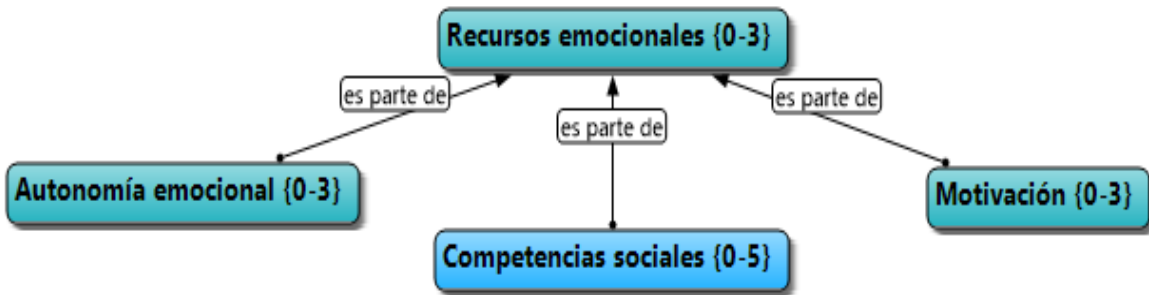 Recursos emocionales {0-3}
es parte de
es parte de
es parte de
Autonomía emocional {0-3}
Motivación {0-3}
Competencias sociales {0-5}